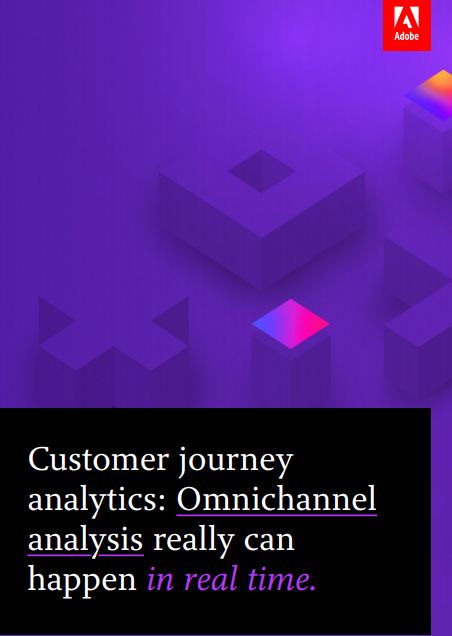 Adobe
Customer journey
analytics: Omnichannel
analysis really can
happen in real time.